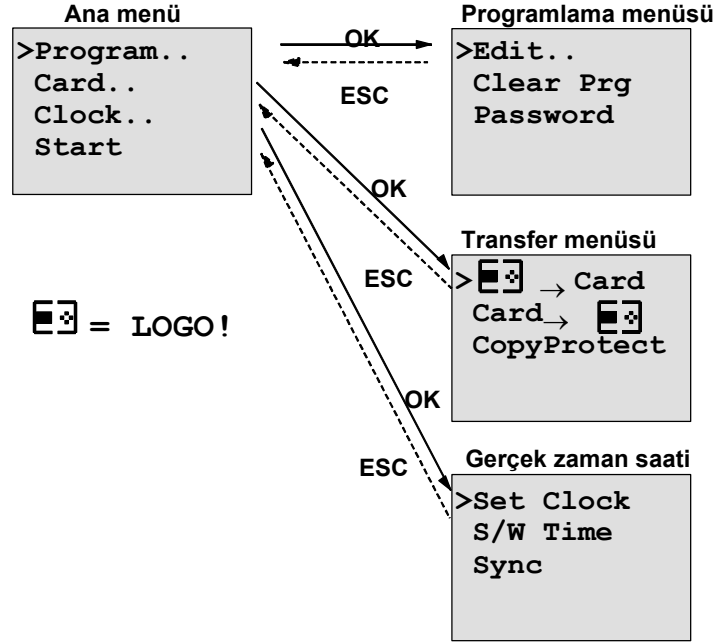 Ana menü
>Program..
Card..
Clock..
Start
OK
ESC
Programlama menüsü
>Edit..
Clear Prg
Password
OK
ESC
Transfer menüsü
> → Card
Card→
CopyProtect
= LOGO!
OK
ESC
Gerçek zaman saati
>Set Clock
S/W Time
Sync